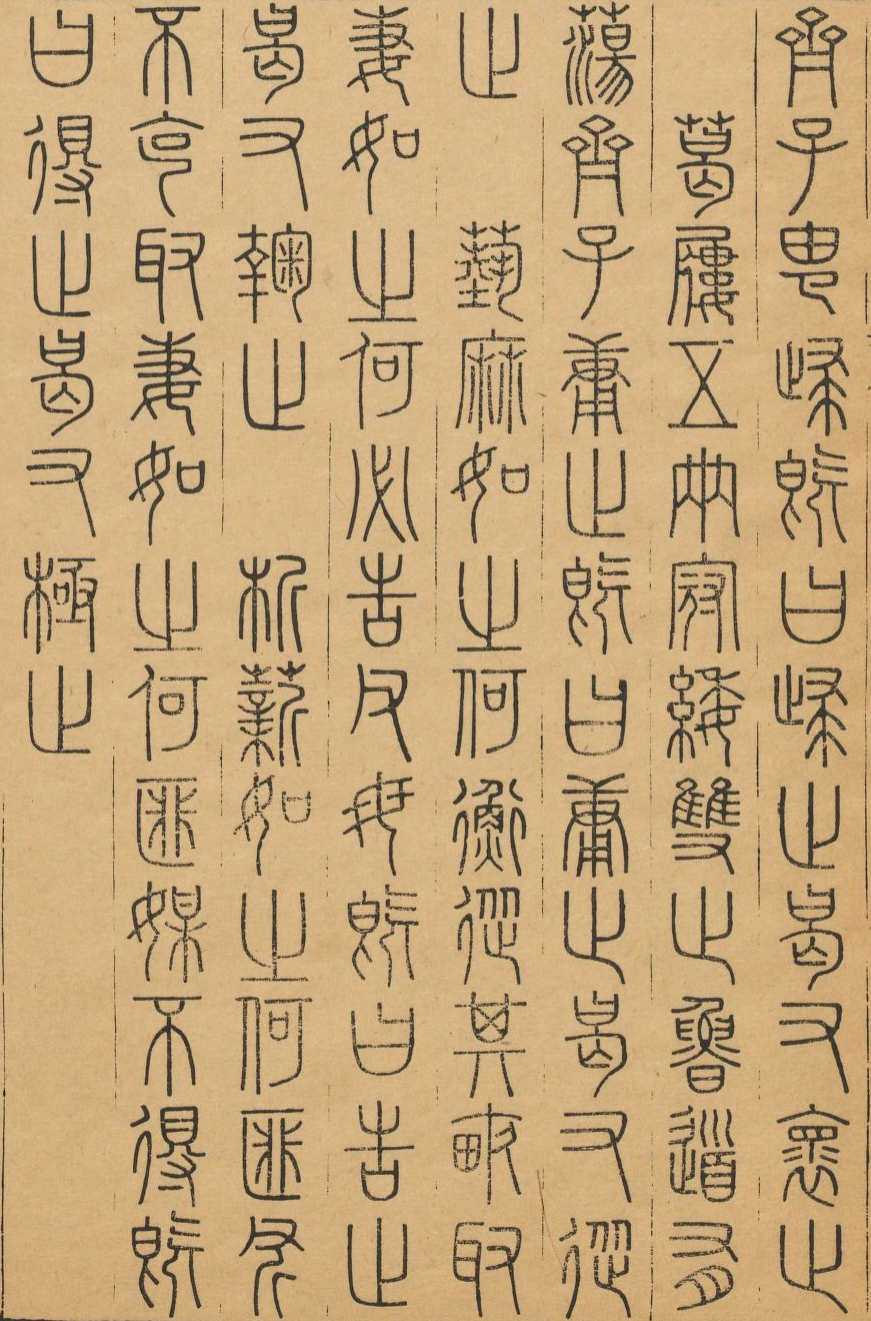 齊子由歸既曰歸止曷又懷止
葛屨五兩冠緌雙止魯道有
蕩齊子庸止既曰庸止曷又從
止 蓺麻如之何衡從其畝取
妻如之何必告父母既曰告止
曷又鞠止 析薪如之何匪斧
不克取妻如之何匪媒不得既
曰得止曷又極止